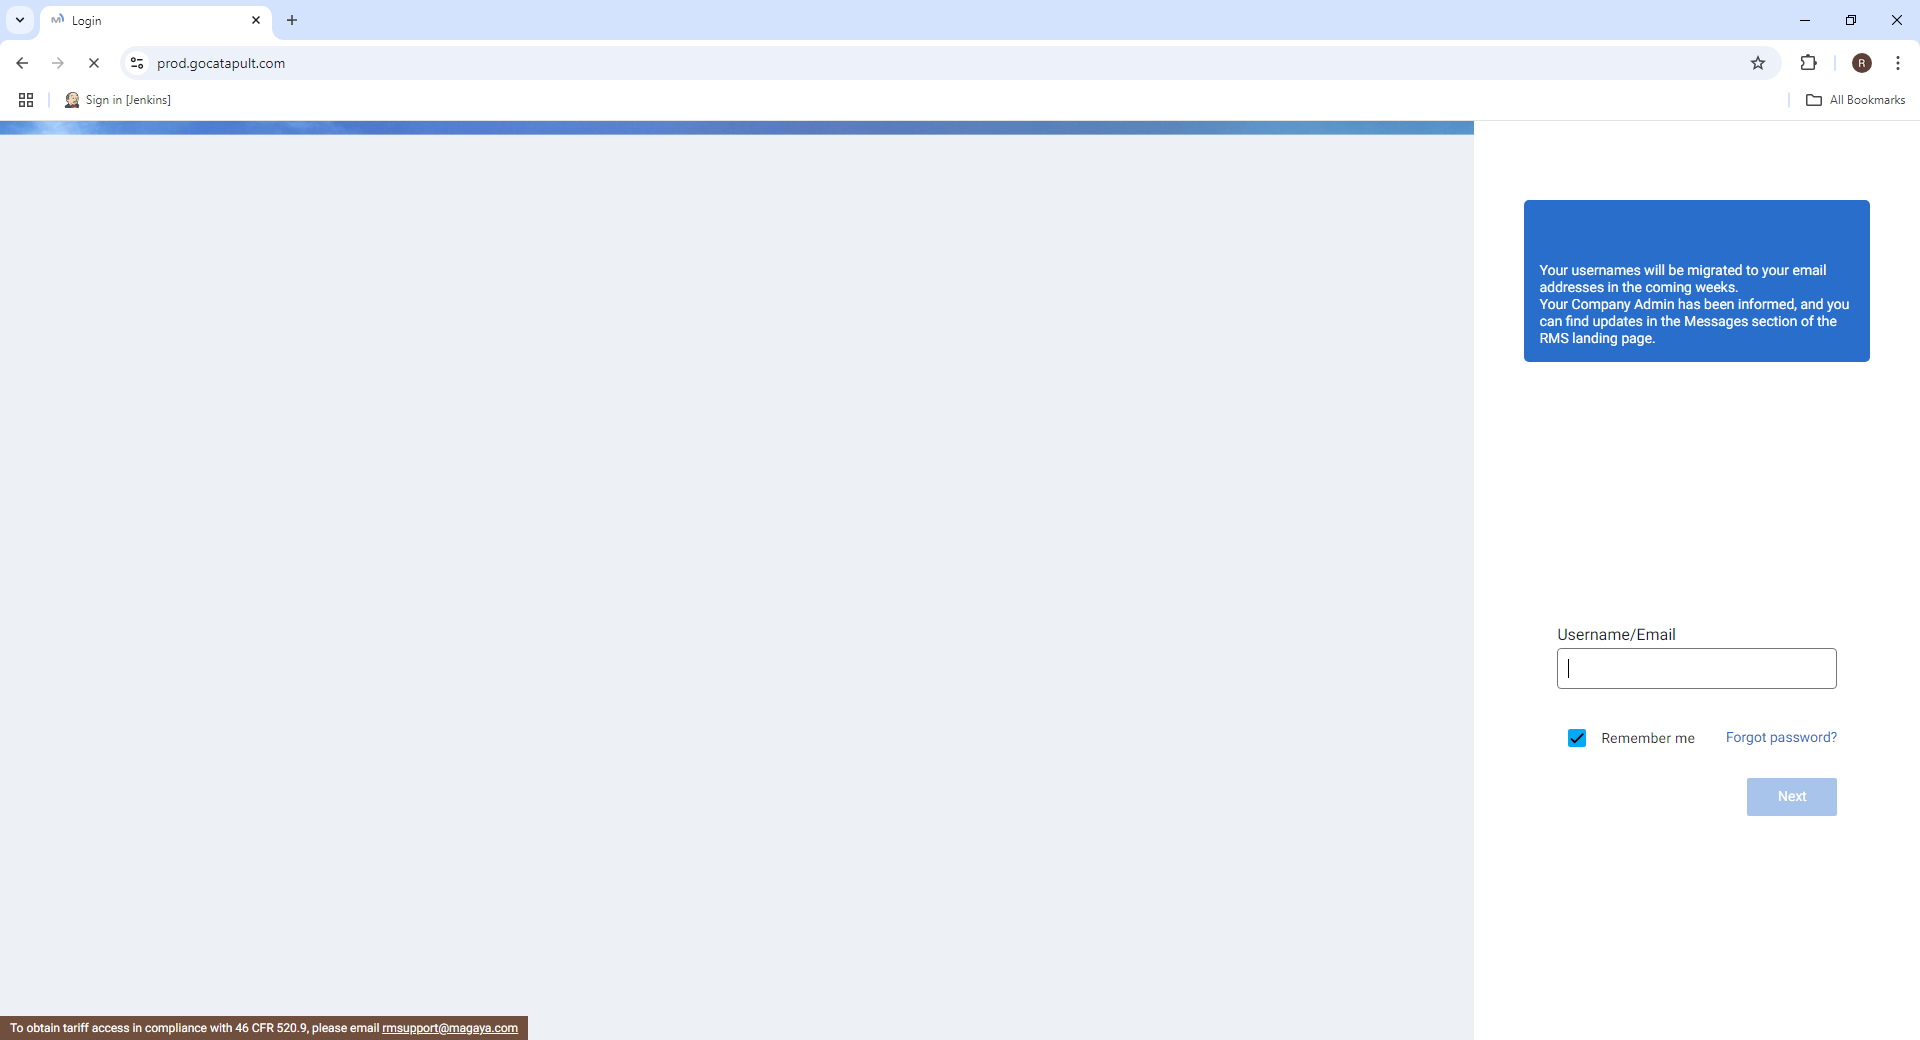 Login
prod.gocatapult.com
R
Sign in [Jenkins]
All Bookmarks
Your usernames will be migrated to your email
addresses in the coming weeks.
Your Company Admin has been informed, and you
can find updates in the Messages section of the
RMS landing page.
Username/Email
Remember me
Forgot password?
Next
To obtain tariff access in compliance with 46 CFR 520.9, please email rmsupport@magaya.com